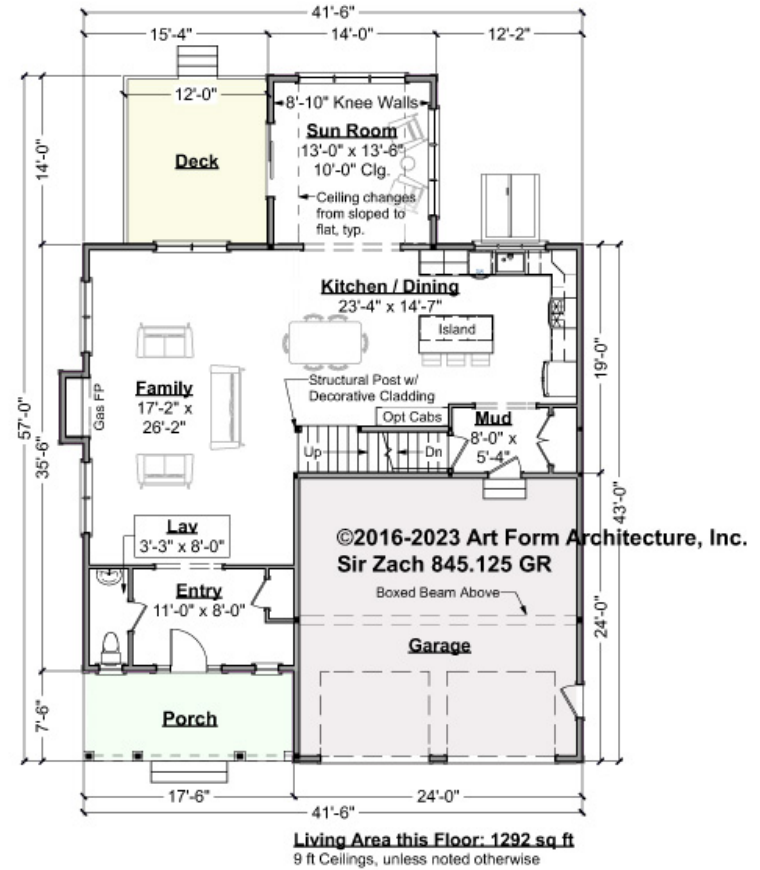 41'-6"
15'-4"
14'-0"
12'-2"
12'-0"
8'-10" Knee Walls
Sun Room
13'-0" x 13'-6"
10'-0" Clg.
Deck
14'-0"
Ceiling changes
from sloped to
flat, typ.
Kitchen / Dining
23'-4" x 14'-7"
Island
19'-0"
Structural Post w/
Decorative Cladding
Family
17'-2" x
26'-2"
Gas FP
57'-0"
35'-6"
Opt Cabs
Mud
8'-0" x
5'-4"
Up
Dn
43'-0"
Lav
3'-3" x 8'-0"
©2016-2023 Art Form Architecture, Inc.
Sir Zach 845.125 GR
Entry
11'-0" x 8'-0"
Boxed Beam Above
24'-0"
Garage
7'-6"
Porch
17'-6"
24'-0"
41'-6"
Living Area this Floor: 1292 sq ft
9 ft Ceilings, unless noted otherwise